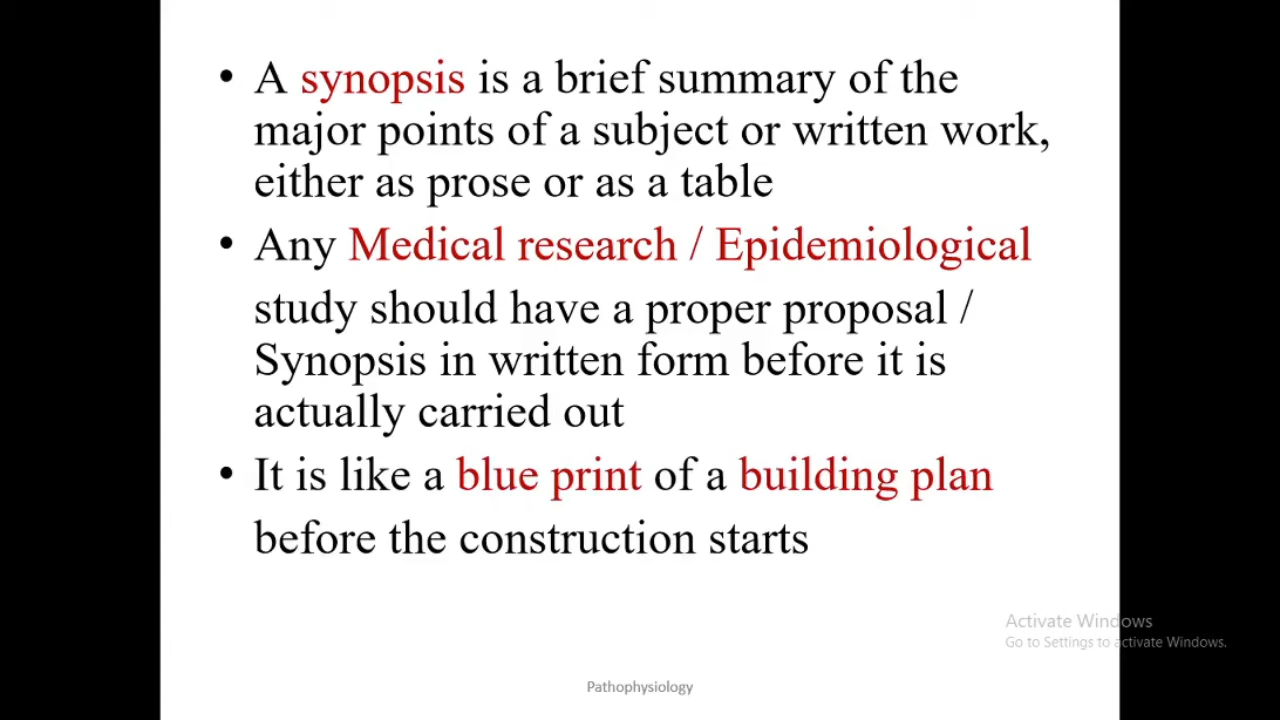 • A synopsis is a brief summary of the
major points of a subject or written work,
either as prose or as a table
• Any Medical research / Epidemiological
study should have a proper proposal /
Synopsis in written form before it is
actually carried out
• It is like a blue print of a building plan
before the construction starts
Activate Windows
Go to Settings to activate Windows.
Pathophysiology